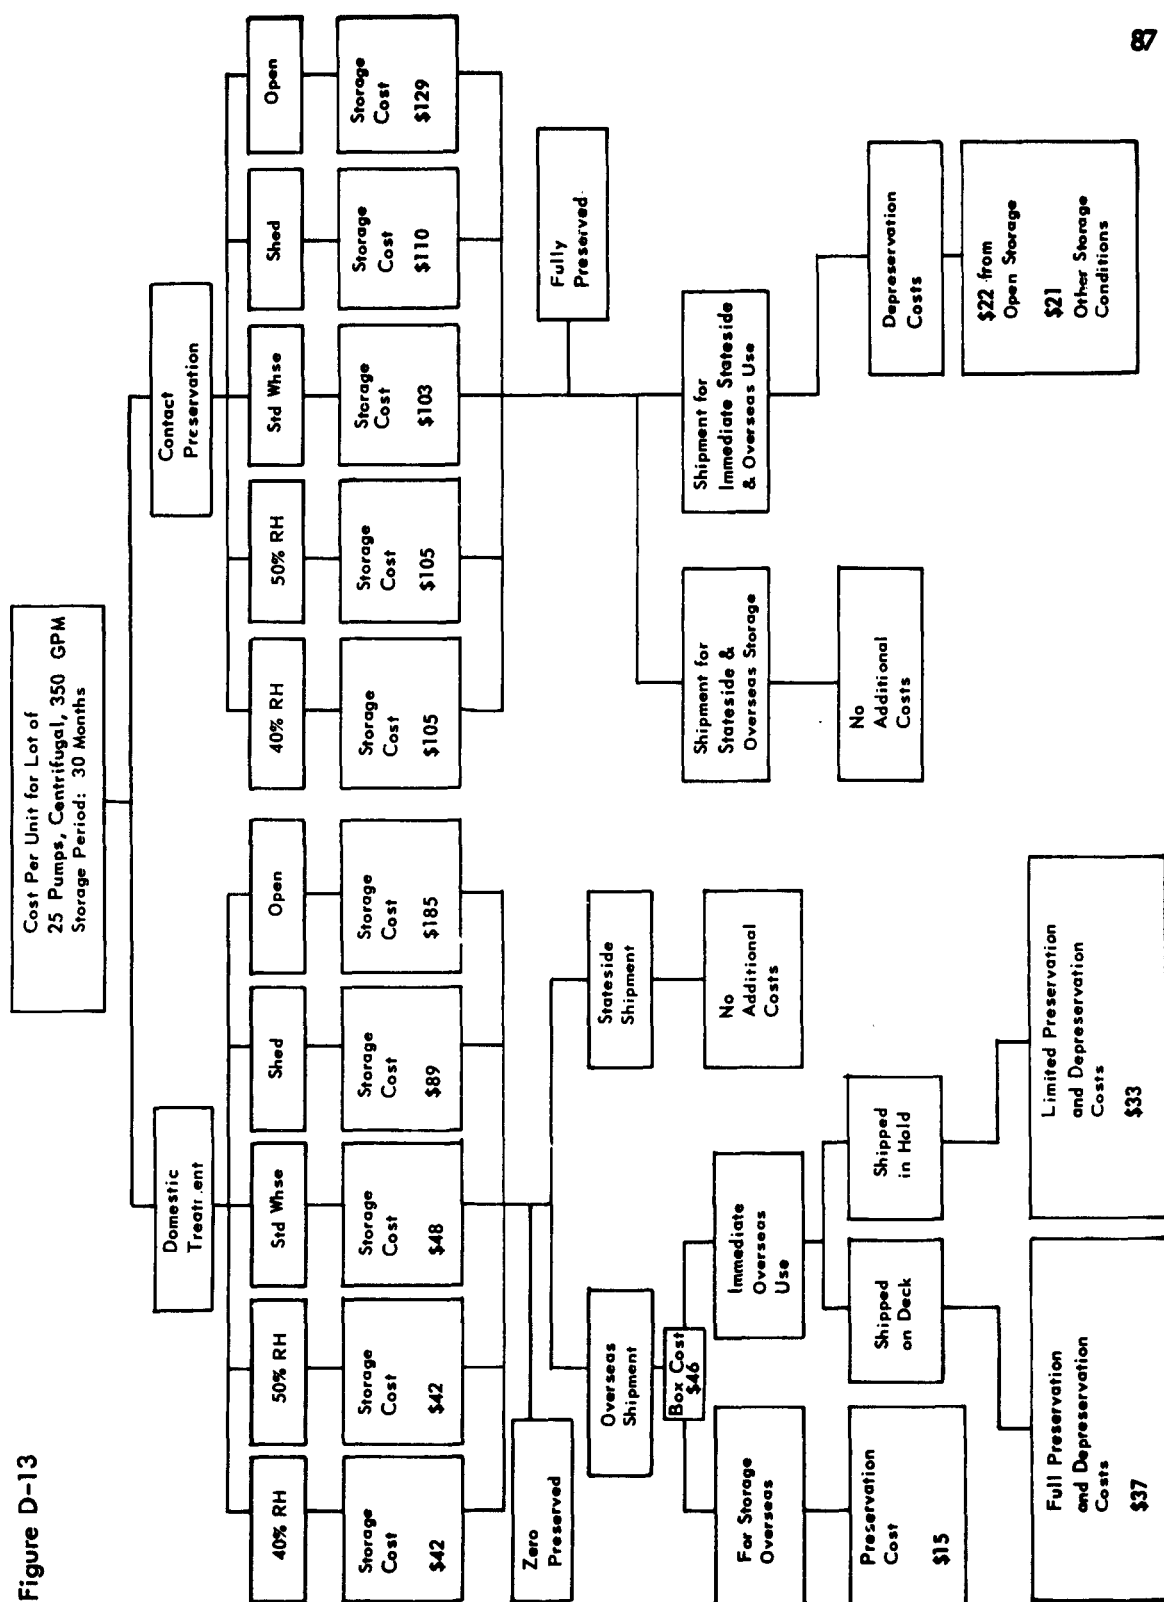 Figure D-13
Cost Per Unit for Lot of
25 Pumps, Centrifugal, 350 GPM
Storage Period: 30 Months
Domestic
Treatment
Contact
Preservation
40% RH
50% RH
Std Whse
Shed
Open
40% RH
50% RH
Std Whse
Shed
Open
Storage
Cost
$42
Storage
Cost
$42
Storage
Cost
$48
Storage
Cost
$89
Storage
Cost
$185
Storage
Cost
$105
Storage
Cost
$105
Storage
Cost
$103
Storage
Cost
$110
Storage
Cost
$129
Zero
Preserved
Fully
Preserved
Overseas
Shipment
Stateside
Shipment
Box Cost
$46
No
Additional
Costs
For Storage
Overseas
Immediate
Overseas
Use
Preservation
Cost
$15
Shipped
on Deck
Shipped
in Hold
Full Preservation
and Depreservation
Costs
$37
Limited Preservation
and Depreservation
Costs
$33
Shipment for
Stateside &
Overseas Storage
Shipment for
Immediate Stateside
& Overseas Use
No
Additional
Costs
Depreservation
Costs
$22 from
Open Storage
$21
Other Storage
Conditions
87